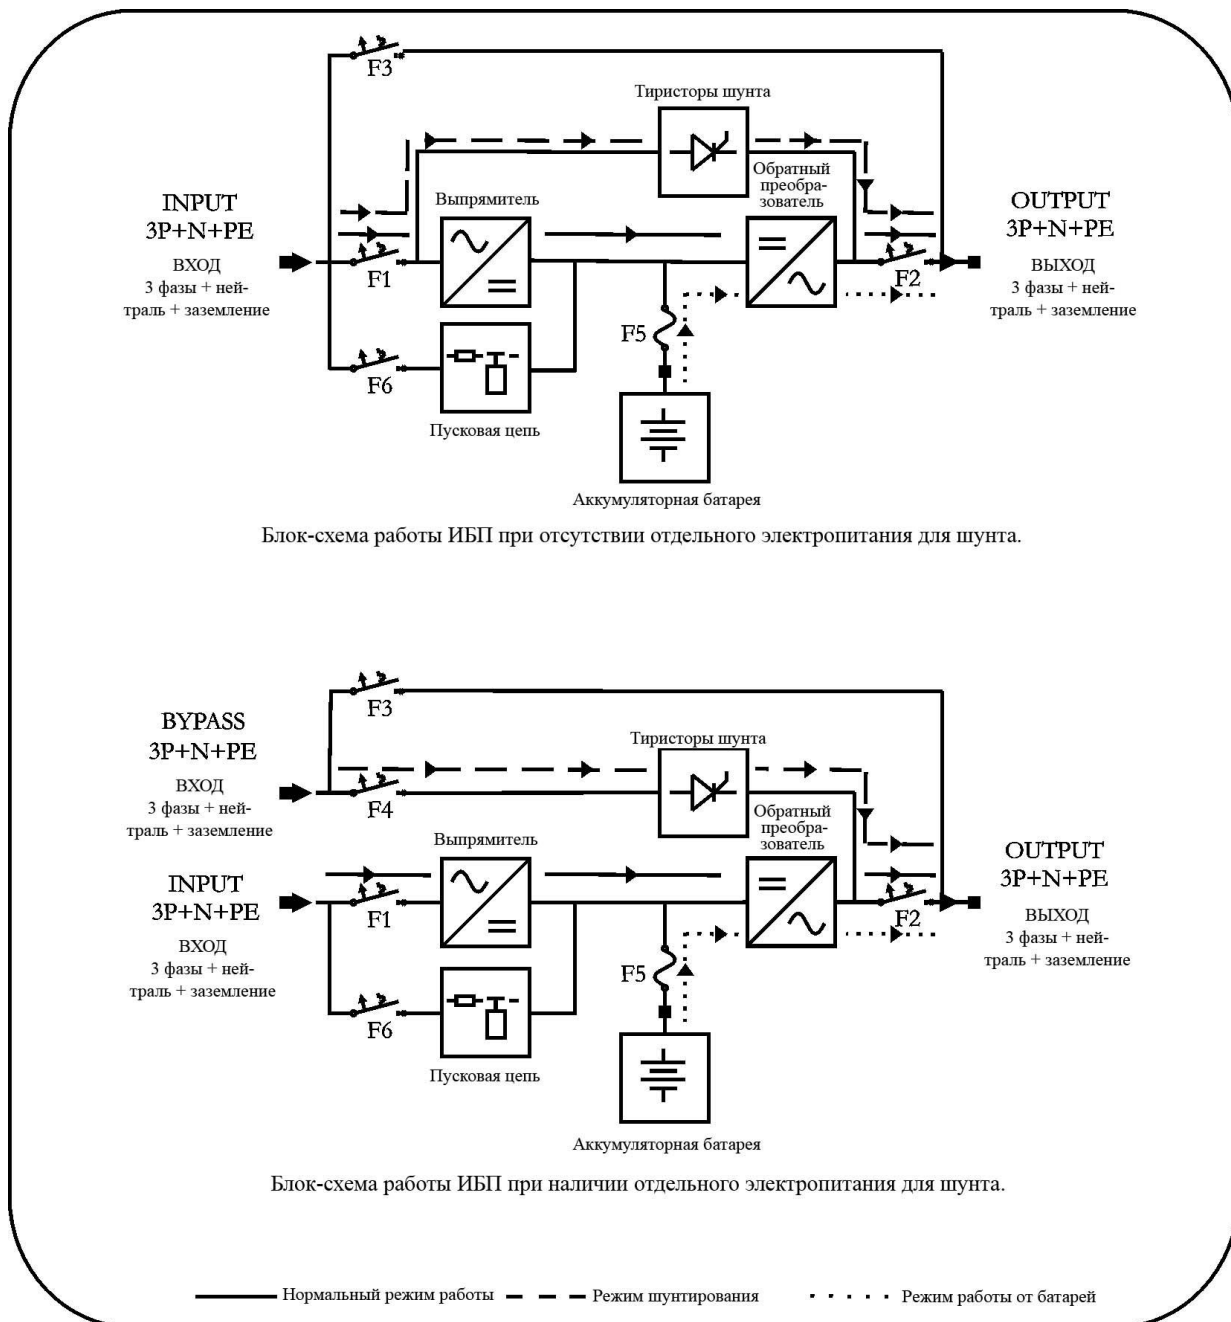 F3
Тиристоры шунта
INPUT
3P+N+PE
ВХОД
3 фазы + ней-
траль + заземление
Выпрямитель
Обратный
преобра-
зователь
OUTPUT
3P+N+PE
ВЫХОД
3 фазы + ней-
траль + заземление
F1
F2
F5
F6
Пусковая цепь
Аккумуляторная батарея
Блок-схема работы ИБП при отсутствии отдельного электропитания для шунта.
F3
BYPASS
3P+N+PE
ВХОД
3 фазы + ней-
траль + заземление
Тиристоры шунта
F4
Обратный
преобра-
зователь
Выпрямитель
INPUT
3P+N+PE
ВХОД
3 фазы + ней-
траль + заземление
OUTPUT
3P+N+PE
ВЫХОД
3 фазы + ней-
траль + заземление
F1
F2
F5
F6
Пусковая цепь
Аккумуляторная батарея
Блок-схема работы ИБП при наличии отдельного электропитания для шунта.
Нормальный режим работы
Режим шунтирования
Режим работы от батарей